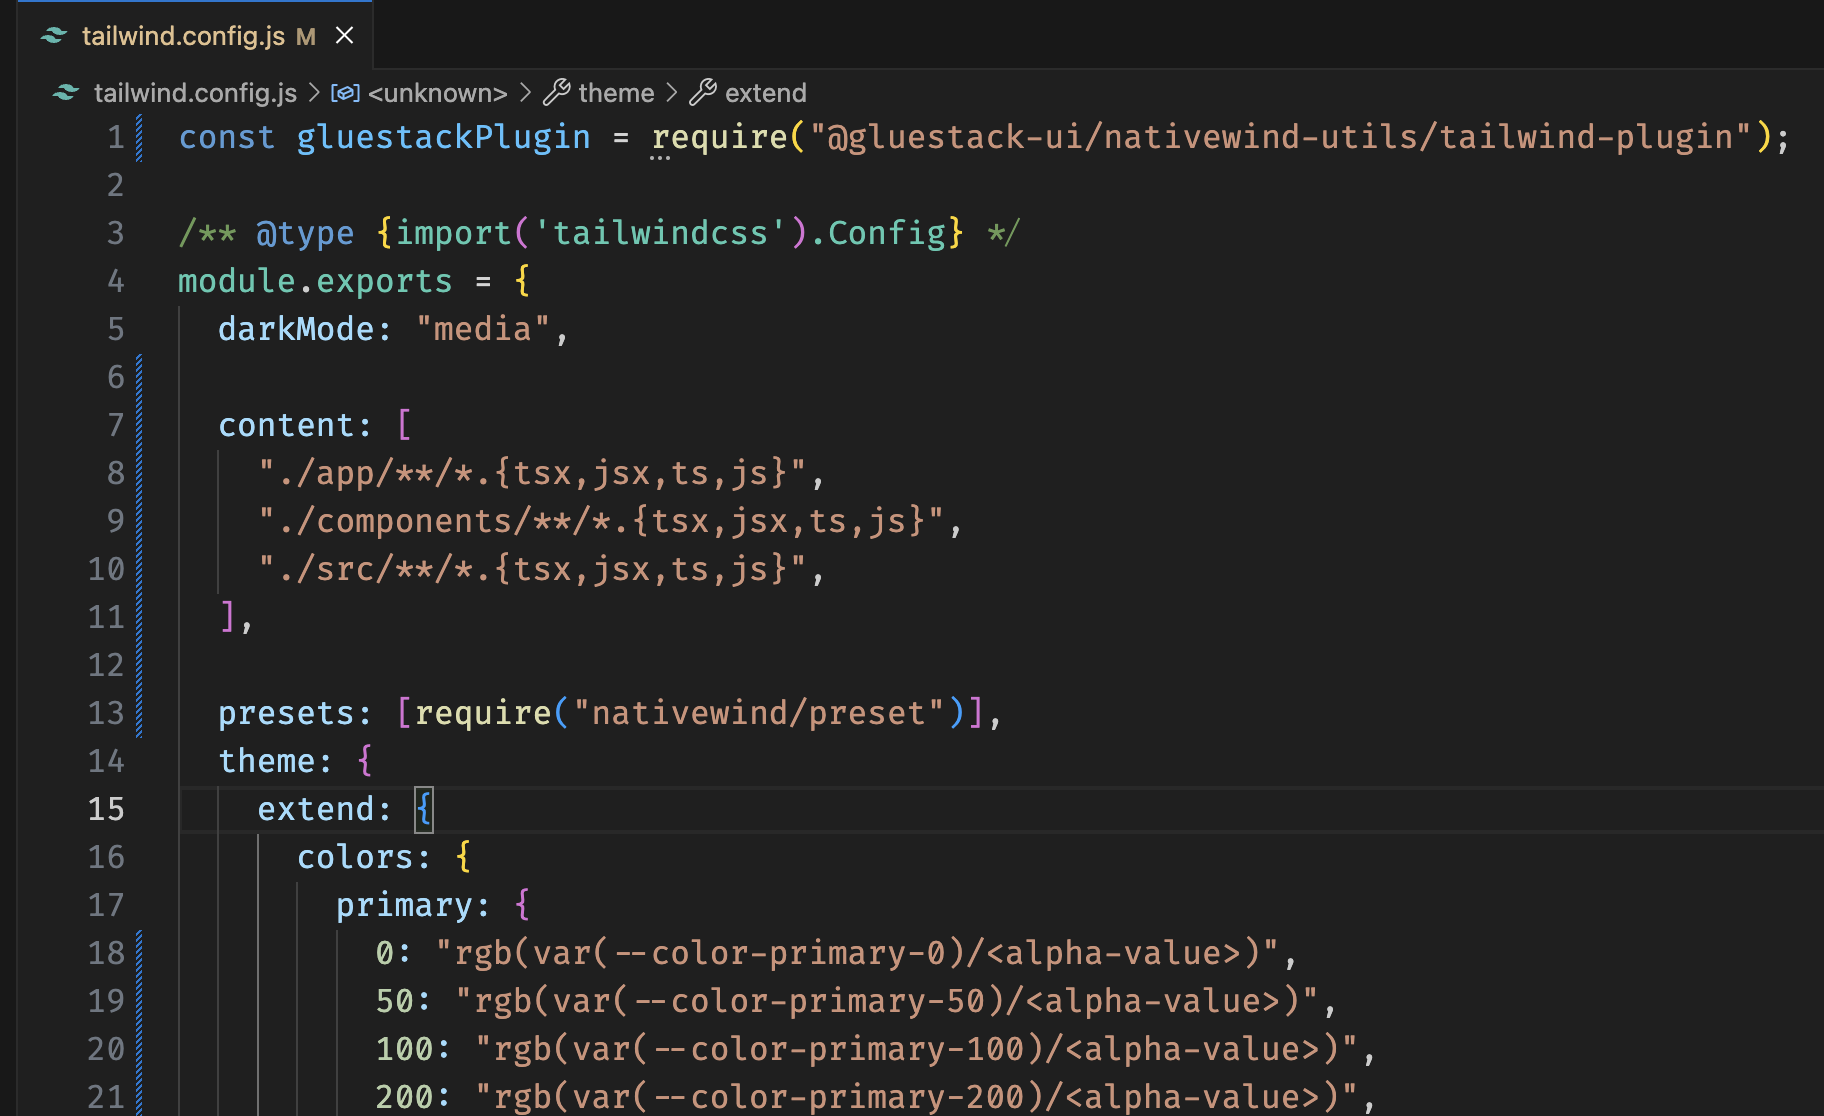 tailwind.config.js M
tailwind.config.js > <unknown> > theme > extend
1 const gluestackPlugin = require("@gluestack-ui/nativewind-utils/tailwind-plugin");
2
3 /** @type {import('tailwindcss').Config} */
4 module.exports = {
5   darkMode: "media",
6
7   content: [
8     "./app/**/*.{tsx,jsx,ts,js}",
9     "./components/**/*.{tsx,jsx,ts,js}",
10     "./src/**/*.{tsx,jsx,ts,js}",
11   ],
12
13   presets: [require("nativewind/preset")],
14   theme: {
15     extend: {
16       colors: {
17         primary: {
18           0: "rgb(var(--color-primary-0)/<alpha-value>)",
19           50: "rgb(var(--color-primary-50)/<alpha-value>)",
20           100: "rgb(var(--color-primary-100)/<alpha-value>)",
21           200: "rgb(var(--color-primary-200)/<alpha-value>)",